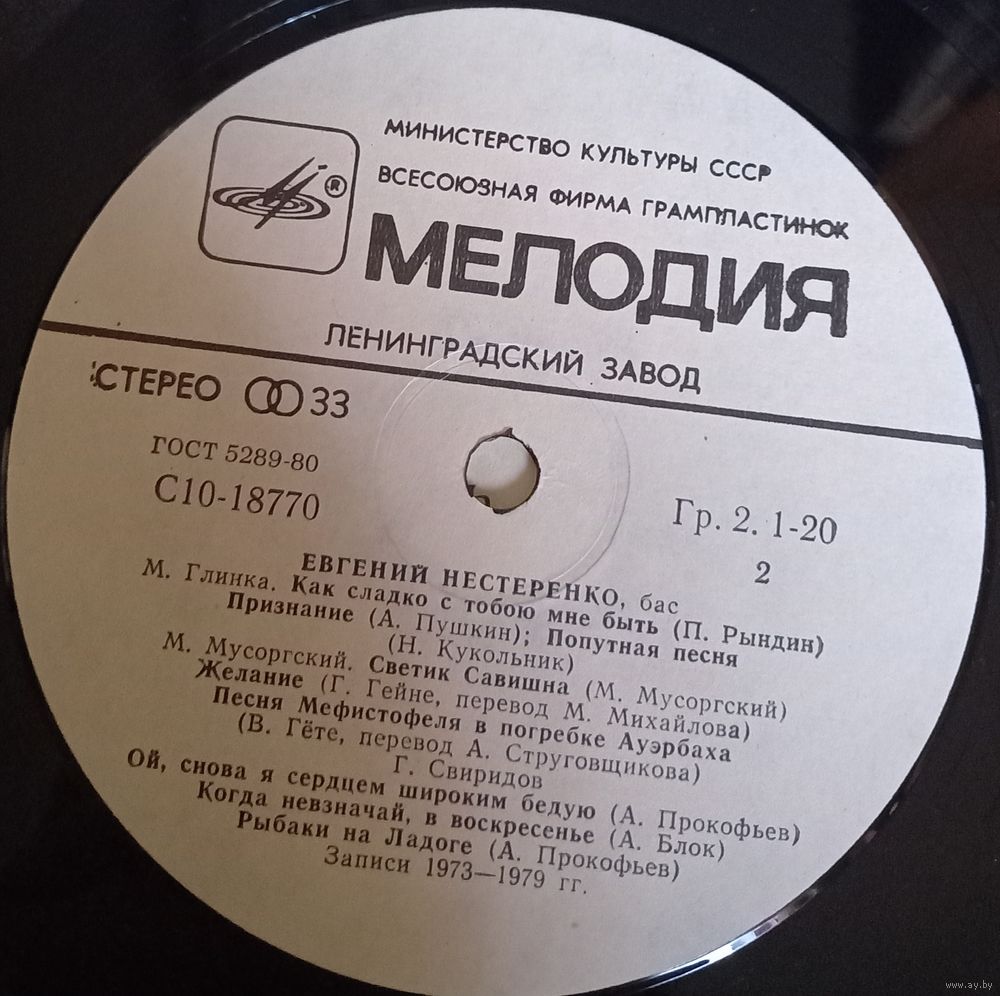 МИНИСТЕРСТВО КУЛЬТУРЫ СССР
ВСЕСОЮЗНАЯ ФИРМА ГРАМПЛАСТИНОК
®
МЕЛОДИЯ
ЛЕНИНГРАДСКИЙ ЗАВОД
СТЕРЕО 33
ГОСТ 5289-80
С10-18770
Гр. 2. 1-20
2
ЕВГЕНИЙ НЕСТЕРЕНКО, бас
М. Глинка. Как сладко с тобою мне быть (П. Рындин)
Признание (А. Пушкин); Попутная песня
(Н. Кукольник)
М. Мусоргский. Светик Савишна (М. Мусоргский)
Желание (Г. Гейне, перевод М. Михайлова)
Песня Мефистофеля в погребке Ауэрбаха
(В. Гёте, перевод А. Струговщикова)
Г. Свиридов
Ой, снова я сердцем широким бедую (А. Прокофьев)
Когда невзначай, в воскресенье (А. Блок)
Рыбаки на Ладоге (А. Прокофьев)
Записи 1973—1979 гг.
www.ay.by